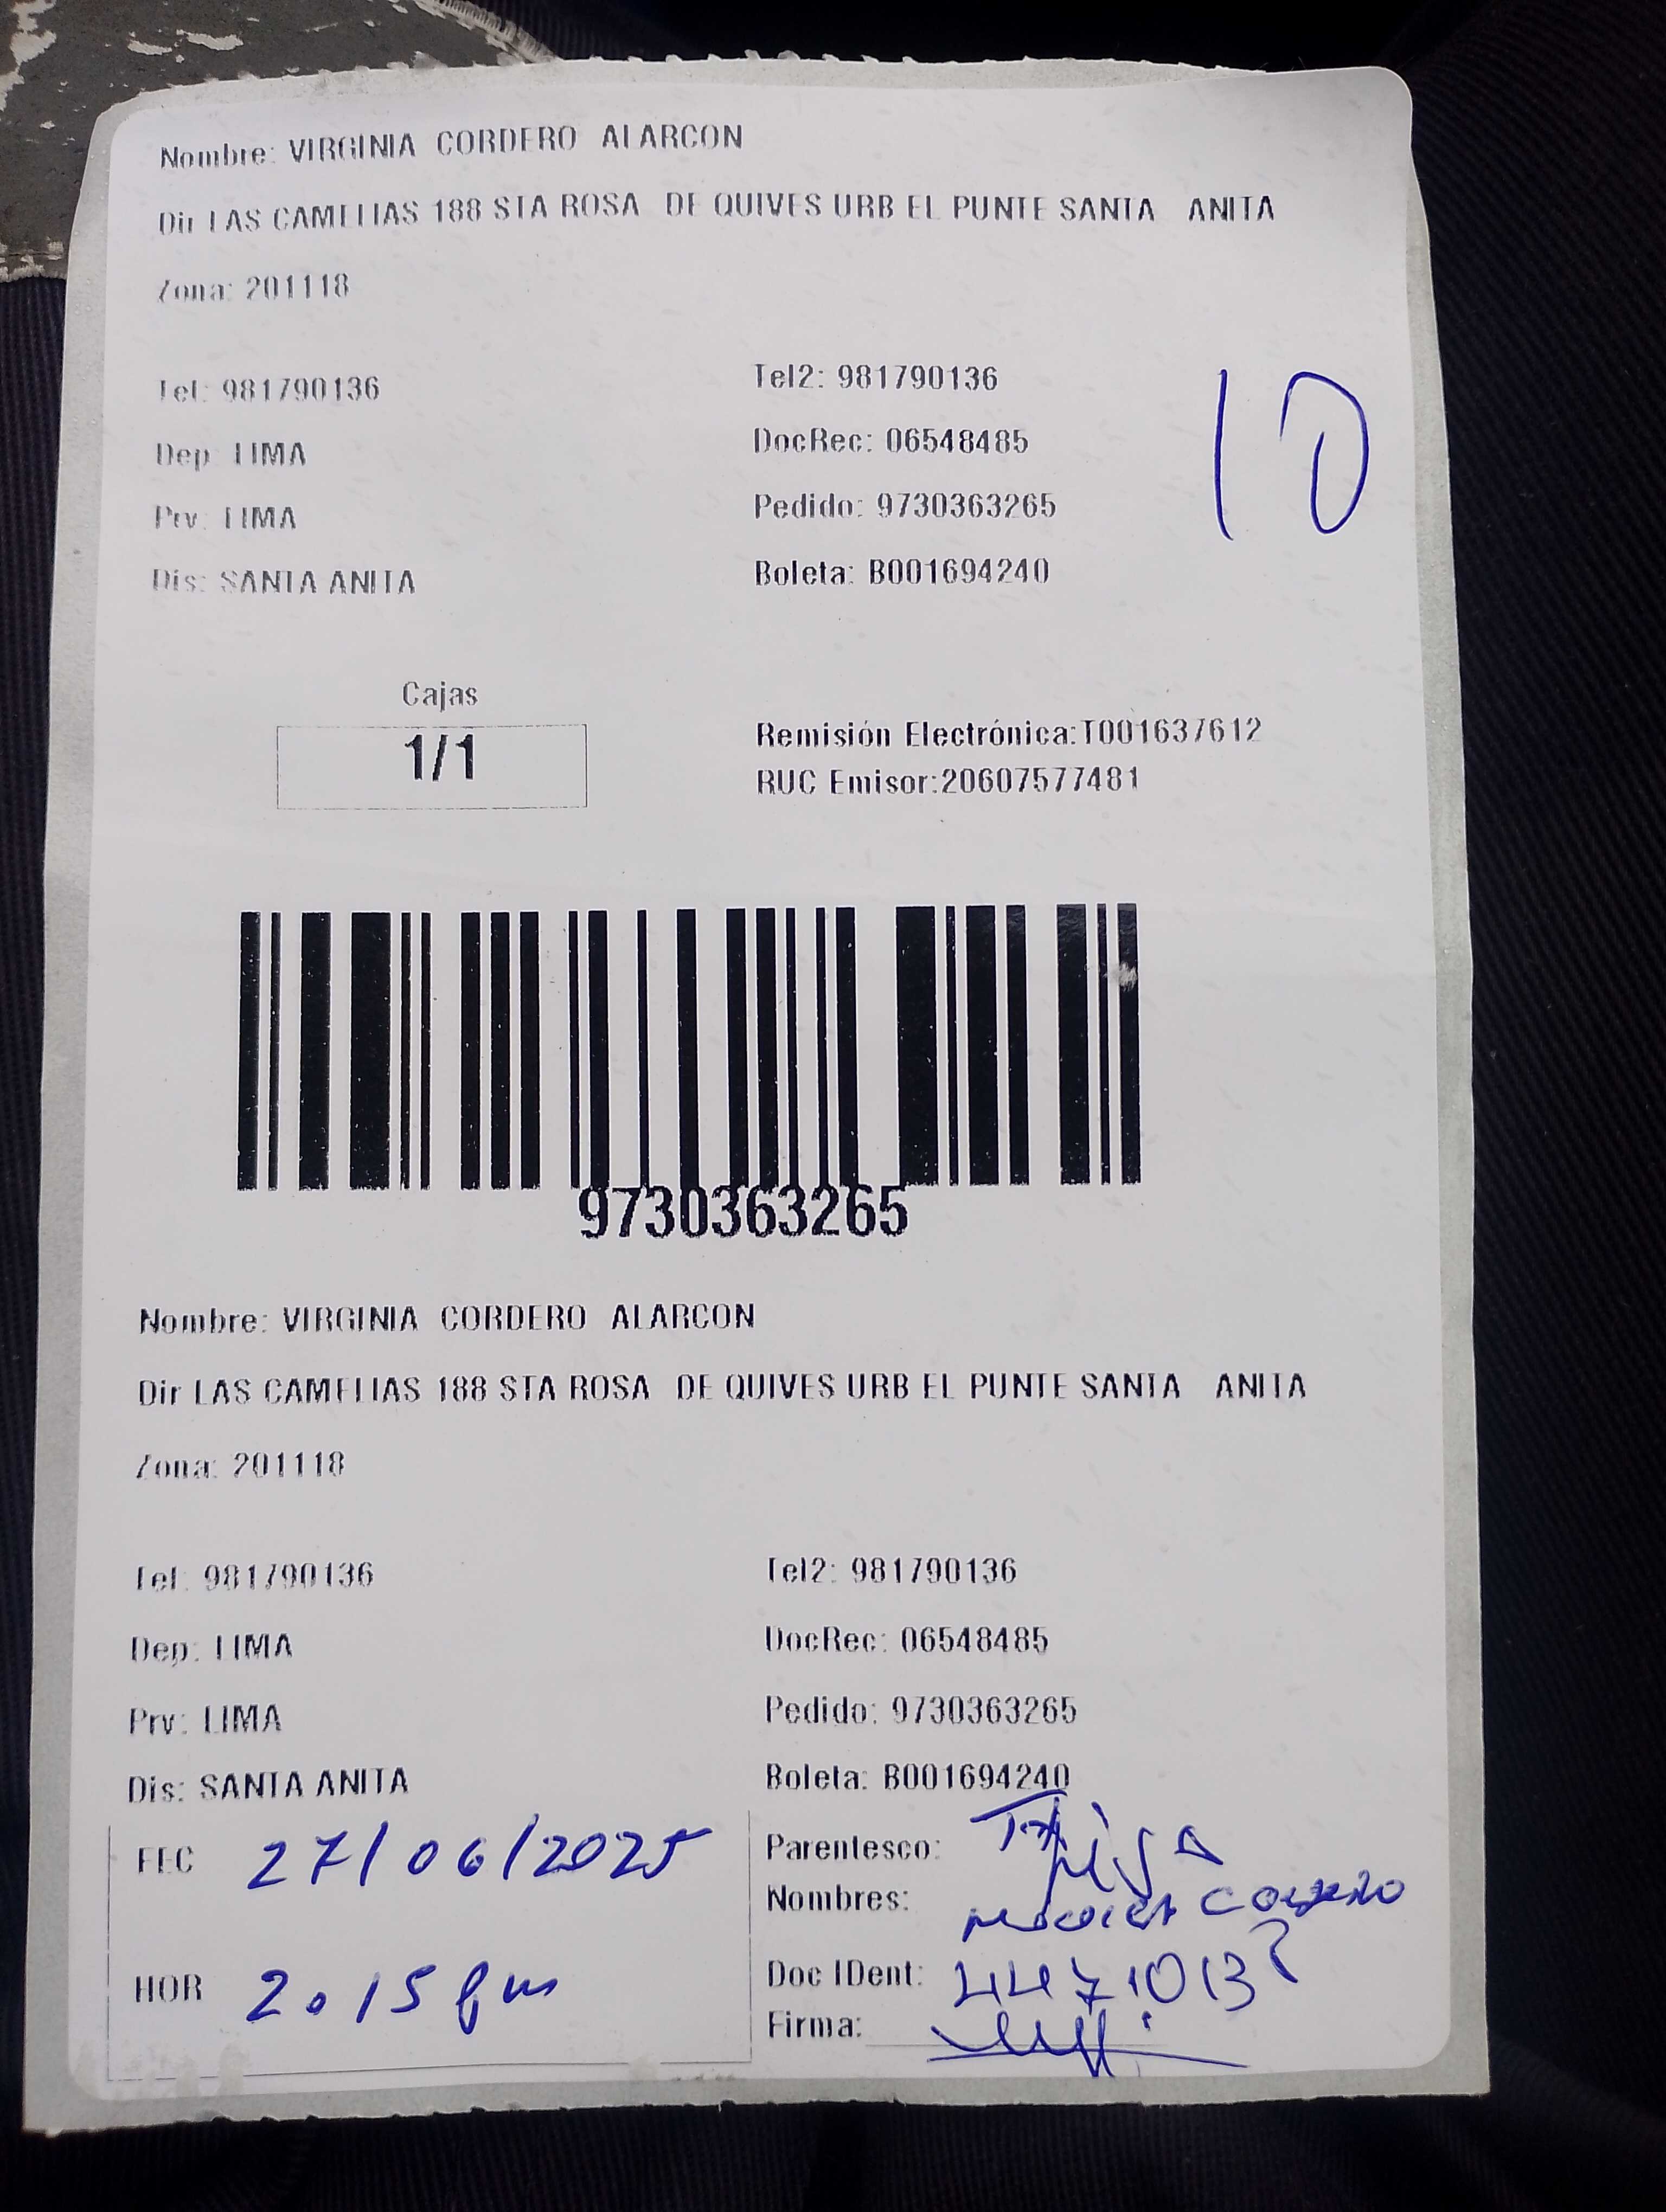 Nombre: VIRGINIA CORDERO ALARCON
Dir LAS CAMELIAS 188 STA ROSA DE QUIVES URB EL PUNTE SANTA ANITA
Zona: 201118
Tel: 981790136 Tel2: 981790136
10
Dep: LIMA DocRec: 06548485
Prv: LIMA Pedido: 9730363265
Dis: SANTA ANITA Boleta: B001694240
Cajas
1/1
Remisión Electrónica:T001637612
RUC Emisor:20607577481
9730363265
Nombre: VIRGINIA CORDERO ALARCON
Dir LAS CAMELIAS 188 STA ROSA DE QUIVES URB EL PUNTE SANTA ANITA
Zona: 201118
Tel: 981790136 Tel2: 981790136
Dep: LIMA DocRec: 06548485
Prv: LIMA Pedido: 9730363265
Dis: SANTA ANITA Boleta: B001694240
FEC 27/06/2025
Parentesco:
Nombres:
HOR 2.15 pm
Doc IDent:
Firma: